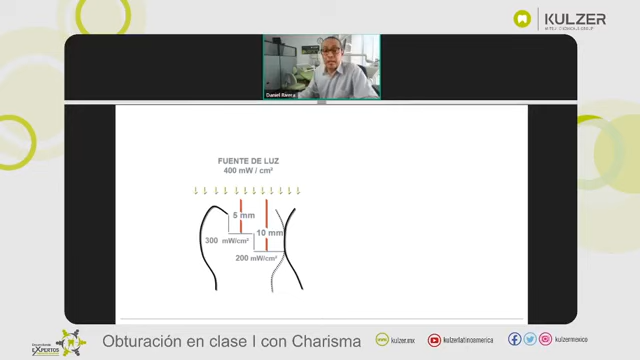 KULZER
Daniel Rivera
FUENTE DE LUZ
400 mW / cm²
5 mm
10 mm
300 mW/cm²
200 mW/cm²
EXPERTOS
Obturación en clase I con Charisma
kulzer.mx
kulzerlatinoamerica
kulzermexico